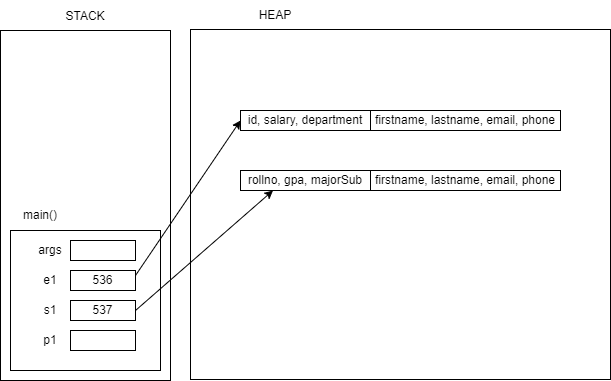 STACK
HEAP
id, salary, department firstname, lastname, email, phone
rollno, gpa, majorSub firstname, lastname, email, phone
main()
args
e1 536
s1 537
p1